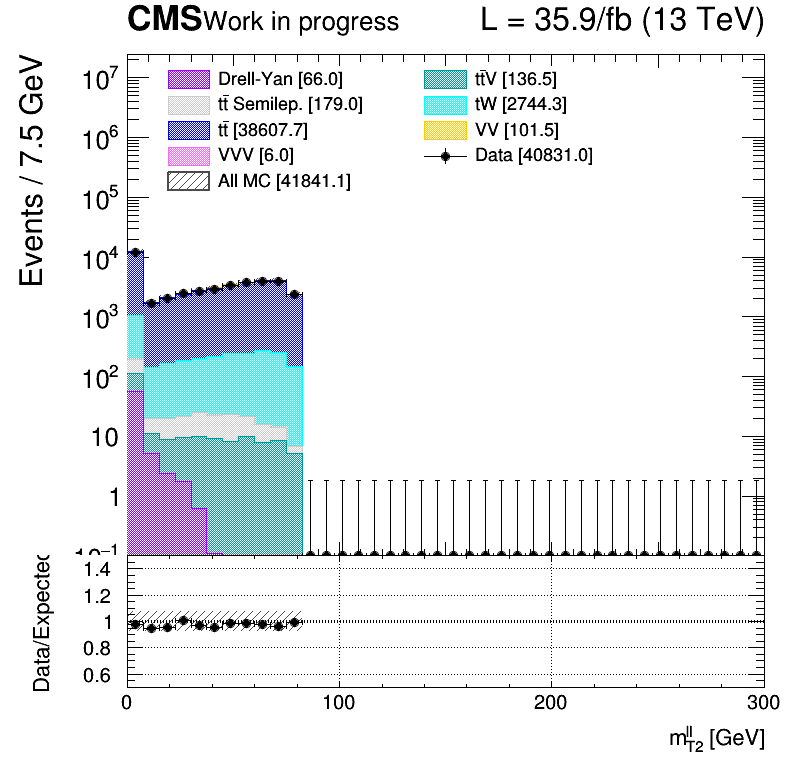 CMS Work in progress L = 35.9/fb (13 TeV)
Events / 7.5 GeV
Drell-Yan [66.0]
tt̄V [136.5]
tt̄ Semilep. [179.0]
tW [2744.3]
tt̄ [38607.7]
VV [101.5]
VVV [6.0]
Data [40831.0]
All MC [41841.1]
10⁷
10⁶
10⁵
10⁴
10³
10²
10
1
10⁻¹
Data/Expected
1.4
1.2
1
0.8
0.6
0 100 200 300
m_{T2}^{ll} [GeV]